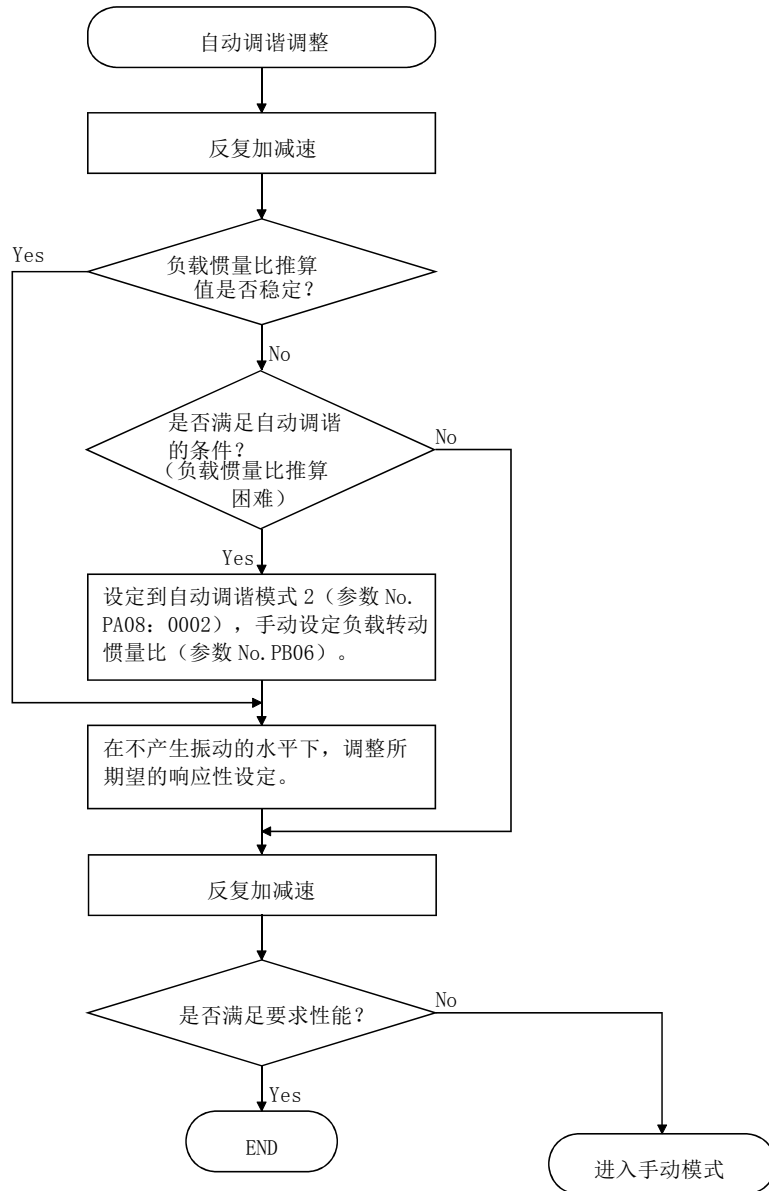 自动调谐调整
反复加减速
Yes
负载惯量比推算
值是否稳定？
No
是否满足自动调谐
的条件？
（负载惯量比推算
困难）
No
Yes
设定到自动调谐模式 2（参数 No.
PA08：0002），手动设定负载转动
惯量比（参数 No.PB06）。
在不产生振动的水平下，调整所
期望的响应性设定。
反复加减速
是否满足要求性能？
No
Yes
END
进入手动模式